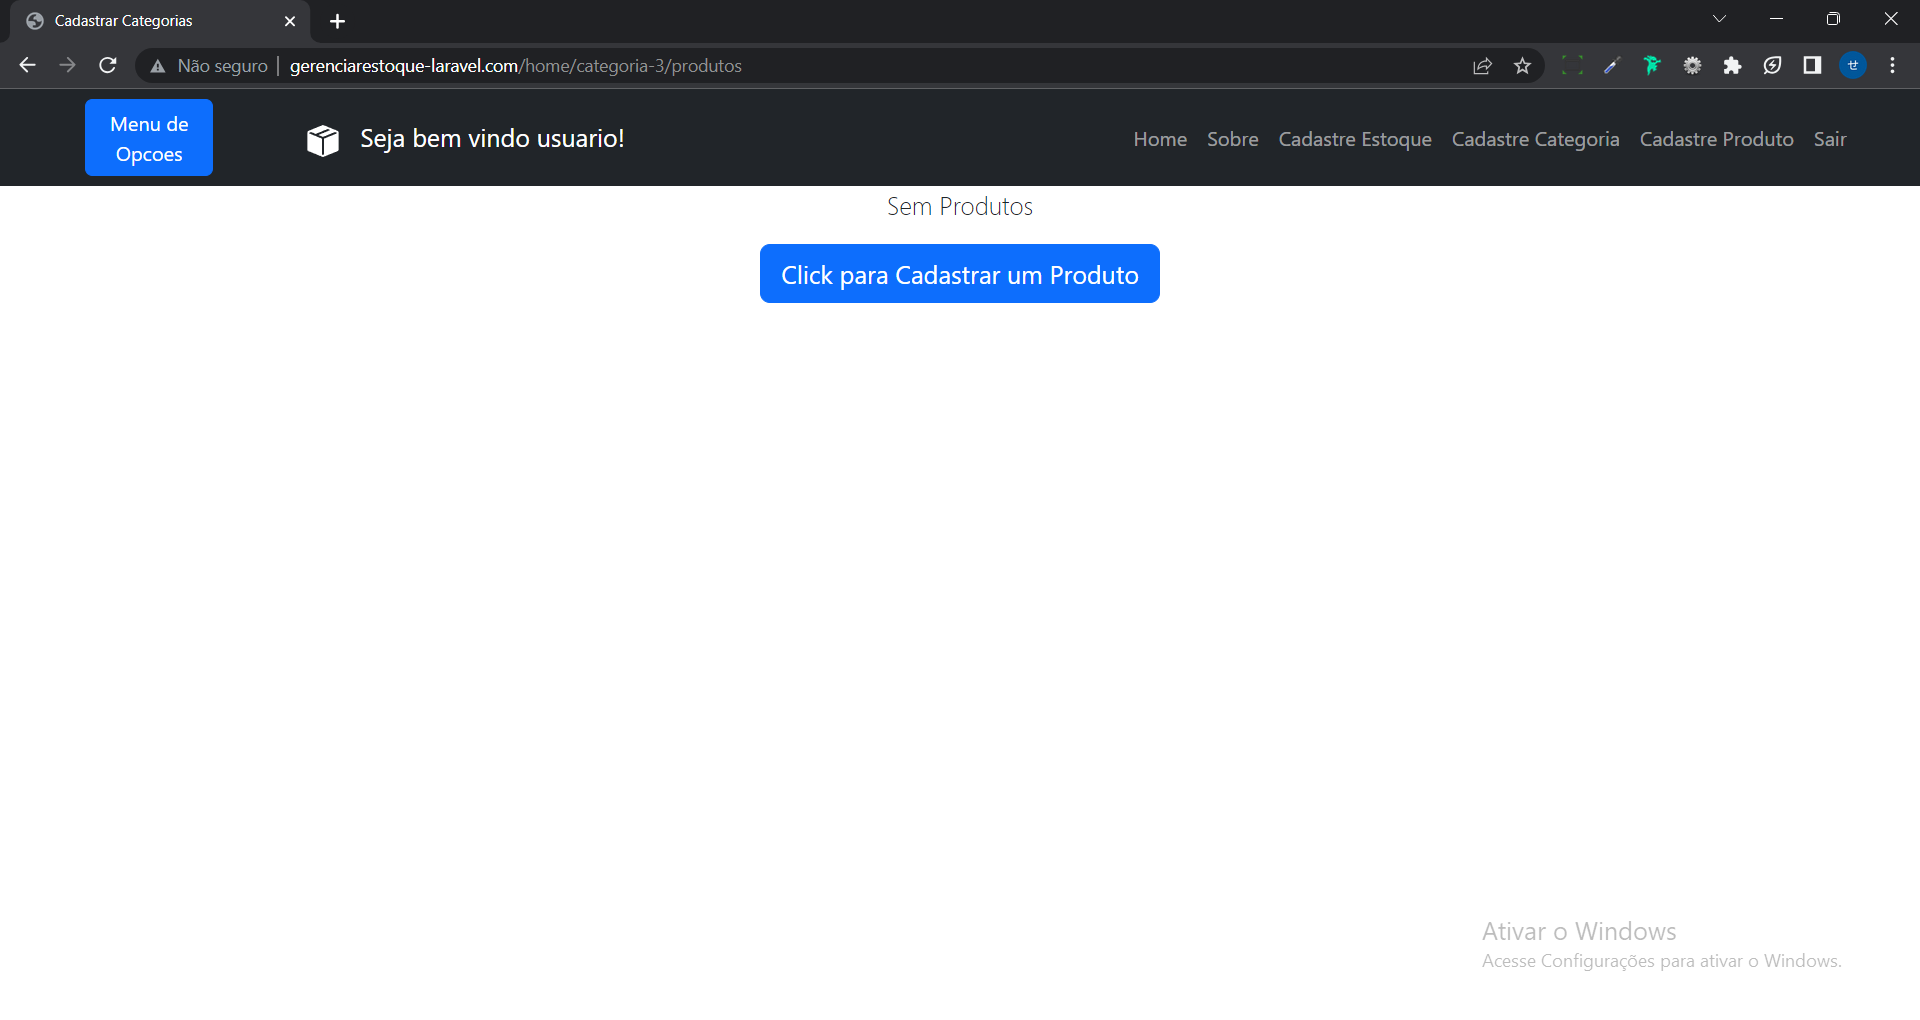 Cadastrar Categorias
Não seguro gerenciarestoque-laravel.com/home/categoria-3/produtos
せ
Menu de
Opcoes
Seja bem vindo usuario!
Home Sobre Cadastre Estoque Cadastre Categoria Cadastre Produto Sair
Sem Produtos
Click para Cadastrar um Produto
Ativar o Windows
Acesse Configurações para ativar o Windows.